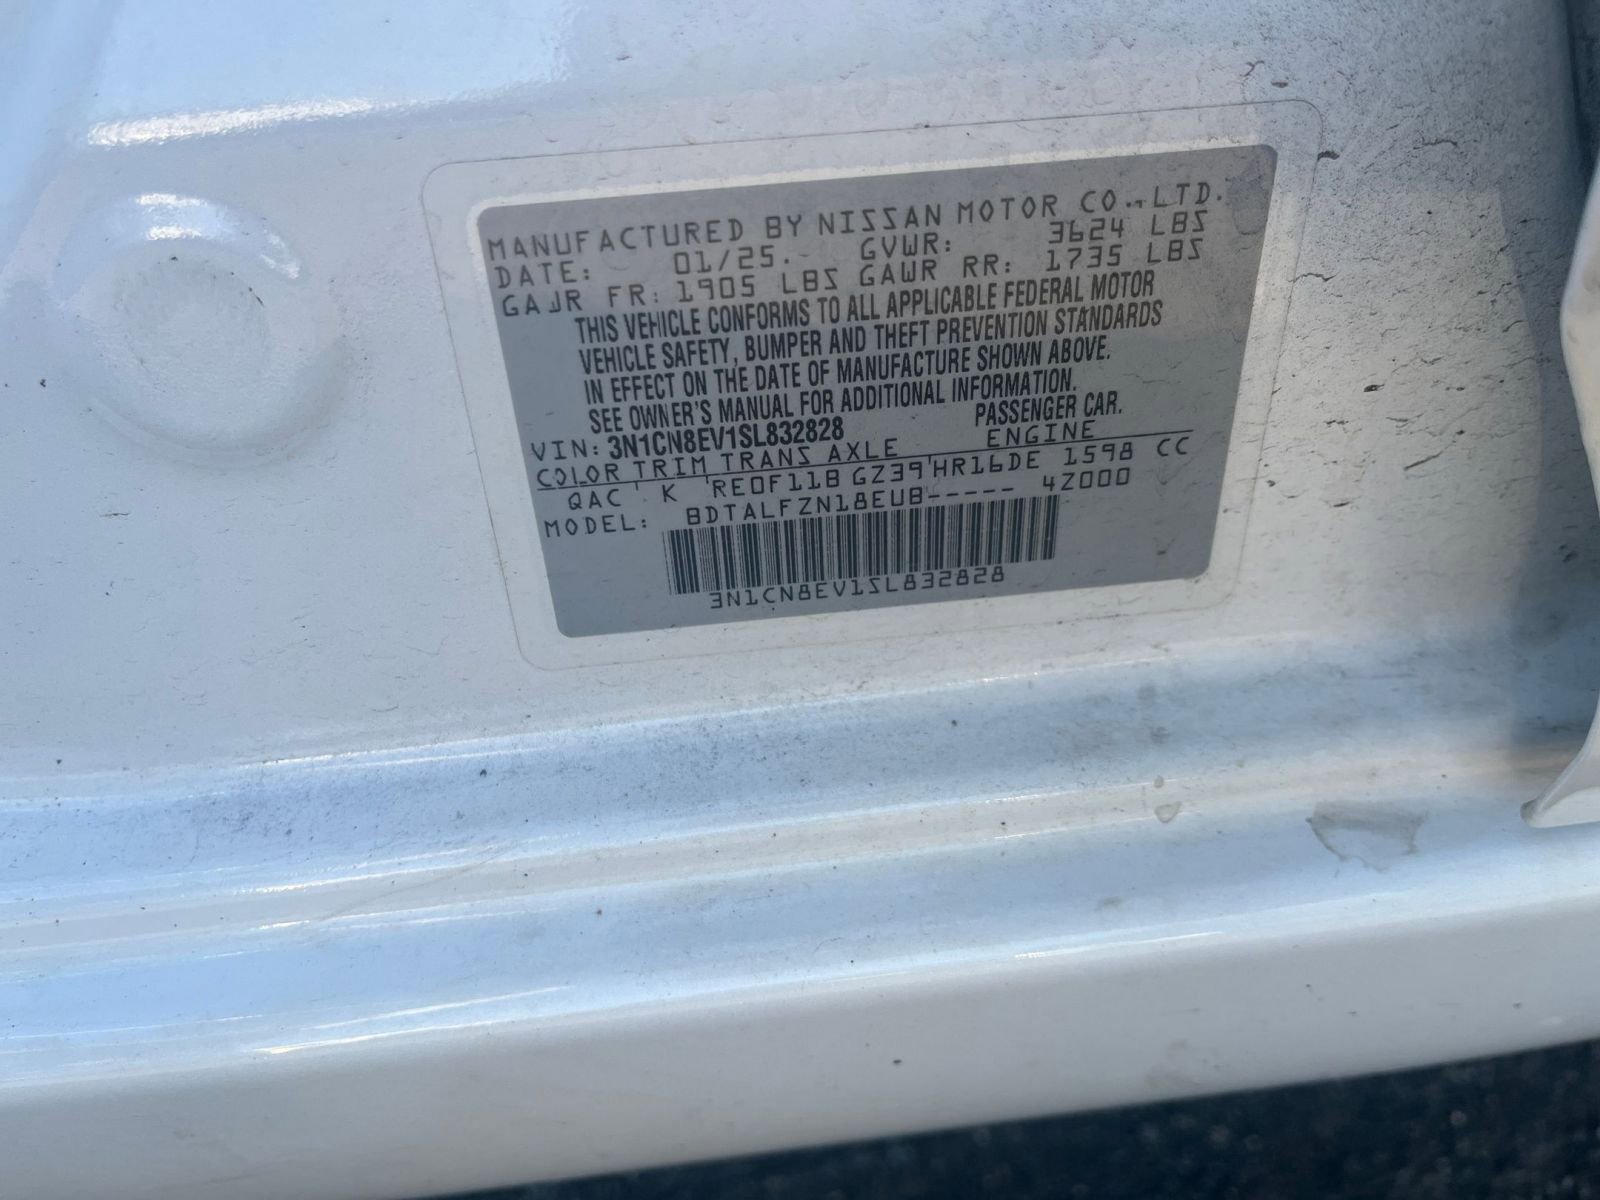 MANUFACTURED BY NISSAN MOTOR CO.,LTD.
DATE: 01/25. GVWR: 3624 LBS
GAWR FR: 1905 LBS GAWR RR: 1735 LBS
THIS VEHICLE CONFORMS TO ALL APPLICABLE FEDERAL MOTOR
VEHICLE SAFETY, BUMPER AND THEFT PREVENTION STANDARDS
IN EFFECT ON THE DATE OF MANUFACTURE SHOWN ABOVE.
SEE OWNER'S MANUAL FOR ADDITIONAL INFORMATION.
VIN: 3N1CN8EV1SL832828 PASSENGER CAR.
COLOR TRIM TRANS AXLE ENGINE
QAC K RE0F11B GZ39 HR16DE 1598 CC
MODEL: BDTALFZN18EUB----- 4Z000
3N1CN8EV1SL832828